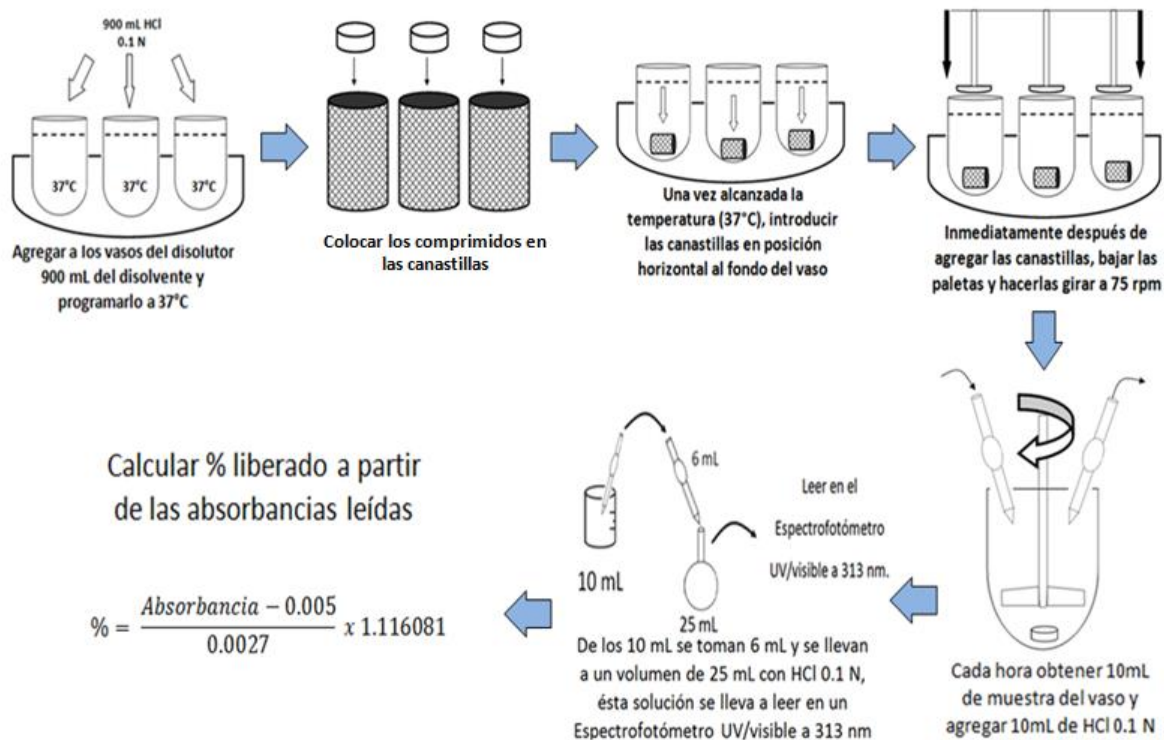 900 mL HCl
0.1 N
37°C
37°C
37°C
Agregar a los vasos del disolutor
900 mL del disolvente y
programarlo a 37°C
Colocar los comprimidos en
las canastillas
Una vez alcanzada la
temperatura (37°C), introducir
las canastillas en posición
horizontal al fondo del vaso
Inmediatamente después de
agregar las canastillas, bajar las
paletas y hacerlas girar a 75 rpm
Cada hora obtener 10mL
de muestra del vaso y
agregar 10mL de HCl 0.1 N
6 mL
10 mL
25 mL
Leer en el
Espectrofotómetro
UV/visible a 313 nm.
De los 10 mL se toman 6 mL y se llevan
a un volumen de 25 mL con HCl 0.1 N,
ésta solución se lleva a leer en un
Espectrofotómetro UV/visible a 313 nm
Calcular % liberado a partir
de las absorbancias leídas
% = (Absorbancia − 0.005) / 0.0027 x 1.116081